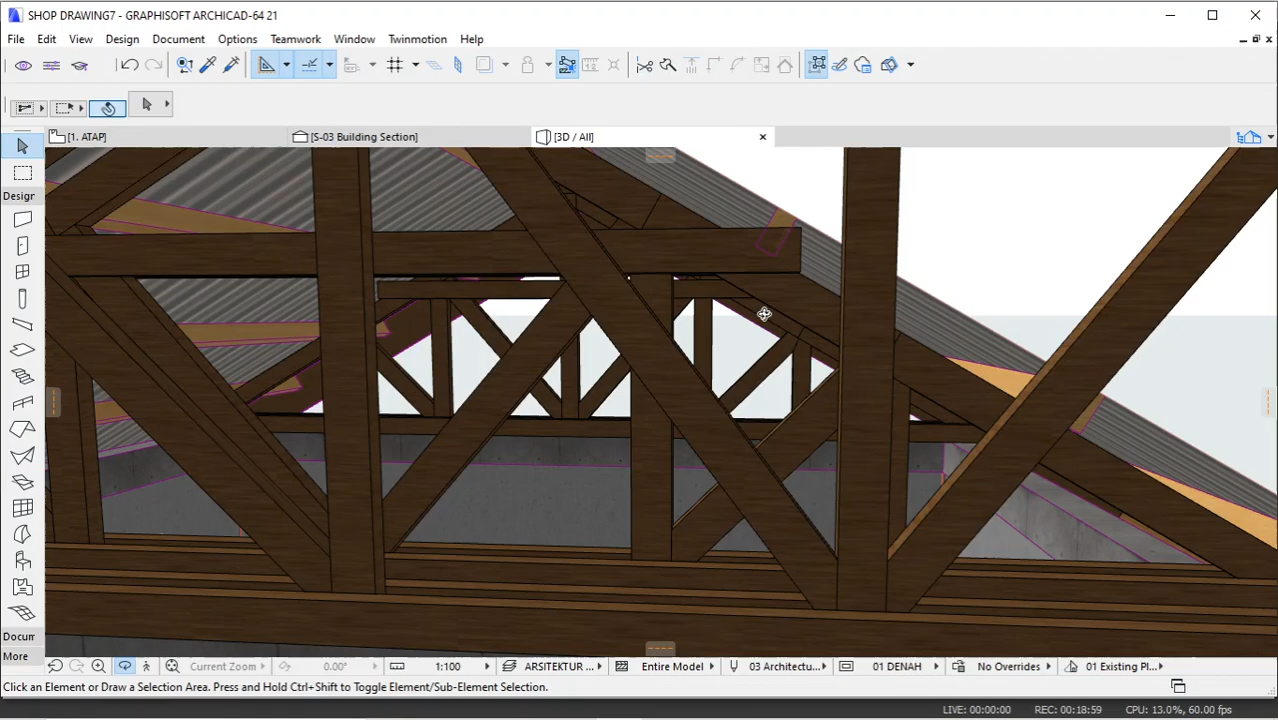 SHOP DRAWING7 - GRAPHISOFT ARCHICAD-64 21
File Edit View Design Document Options Teamwork Window Twinmotion Help
[1. ATAP] [S-03 Building Section] [3D / All]
Design
Docum
More
Current Zoom 0.00° 1:100 ARSITEKTUR ... Entire Model 03 Architectu... 01 DENAH No Overrides 01 Existing Pl...
Click an Element or Draw a Selection Area. Press and Hold Ctrl+Shift to Toggle Element/Sub-Element Selection.
LIVE: 00:00:00 REC: 00:18:59 CPU: 13.0%, 60.00 fps